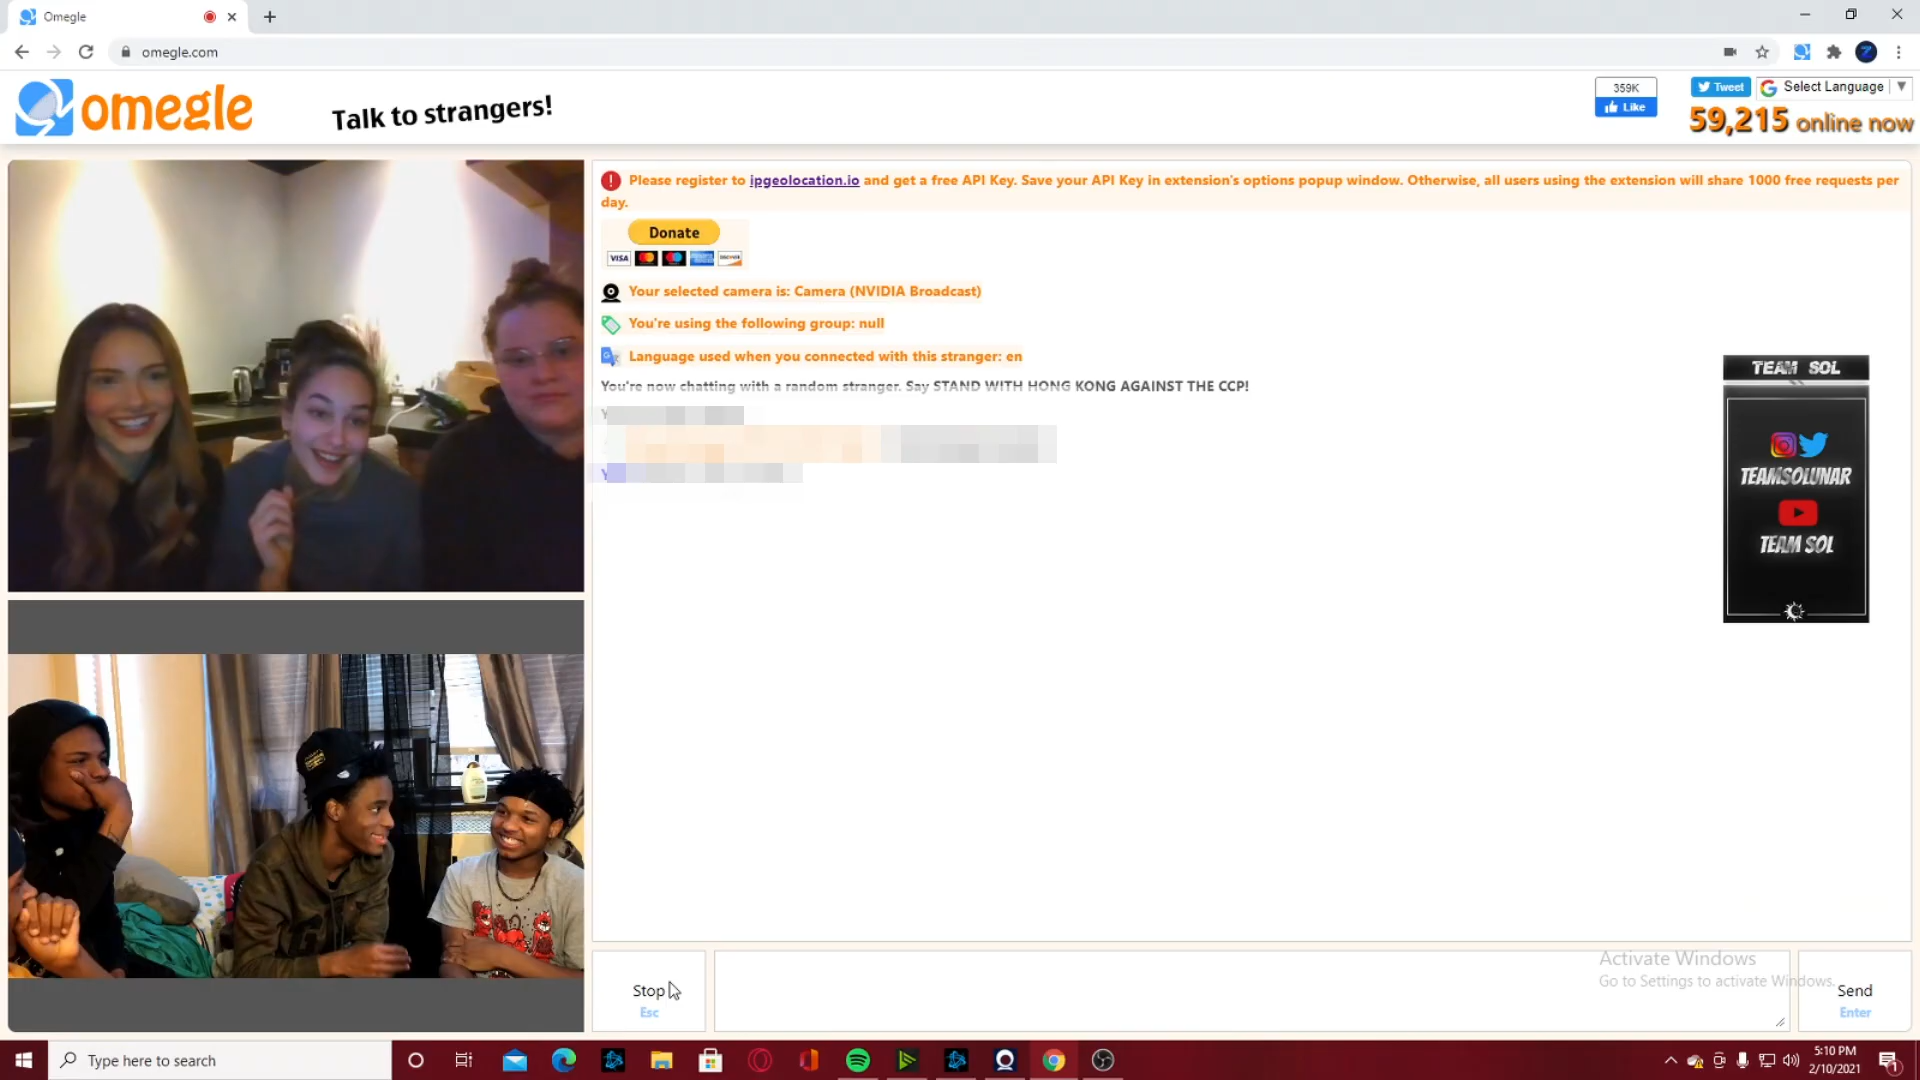 Omegle
omegle.com
omegle
Talk to strangers!
359K
Like
Tweet
Select Language
59,215 online now
Please register to ipgeolocation.io and get a free API Key. Save your API Key in extension's options popup window. Otherwise, all users using the extension will share 1000 free requests per
day.
Donate
VISA
DISCOVER
Your selected camera is: Camera (NVIDIA Broadcast)
You're using the following group: null
Language used when you connected with this stranger: en
You're now chatting with a random stranger. Say STAND WITH HONG KONG AGAINST THE CCP!
TEAM SOL
TEAMSOLUNAR
TEAM SOL
Activate Windows
Go to Settings to activate Windows.
Stop
Esc
Send
Enter
Type here to search
5:10 PM
2/10/2021
1